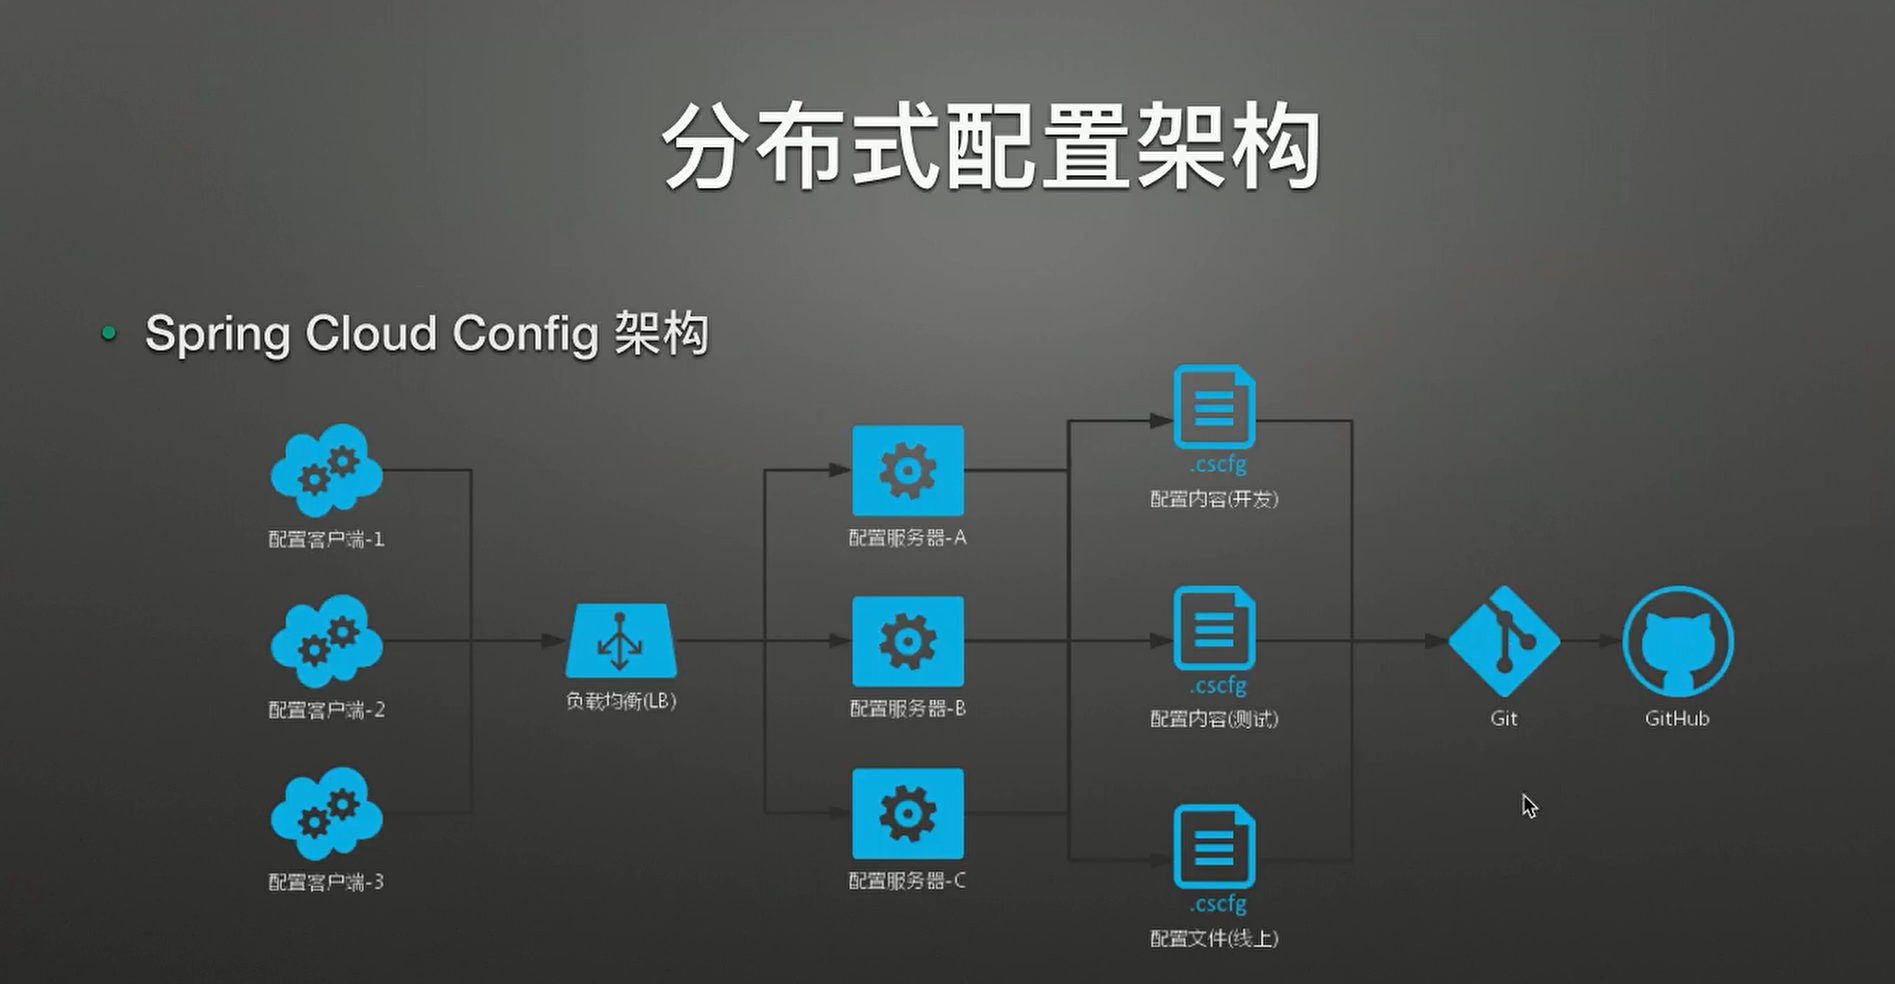 分布式配置架构
Spring Cloud Config 架构
配置客户端-1
配置客户端-2
配置客户端-3
负载均衡(LB)
配置服务器-A
配置服务器-B
配置服务器-C
.cscfg
配置内容(开发)
.cscfg
配置内容(测试)
.cscfg
配置文件(线上)
Git
GitHub